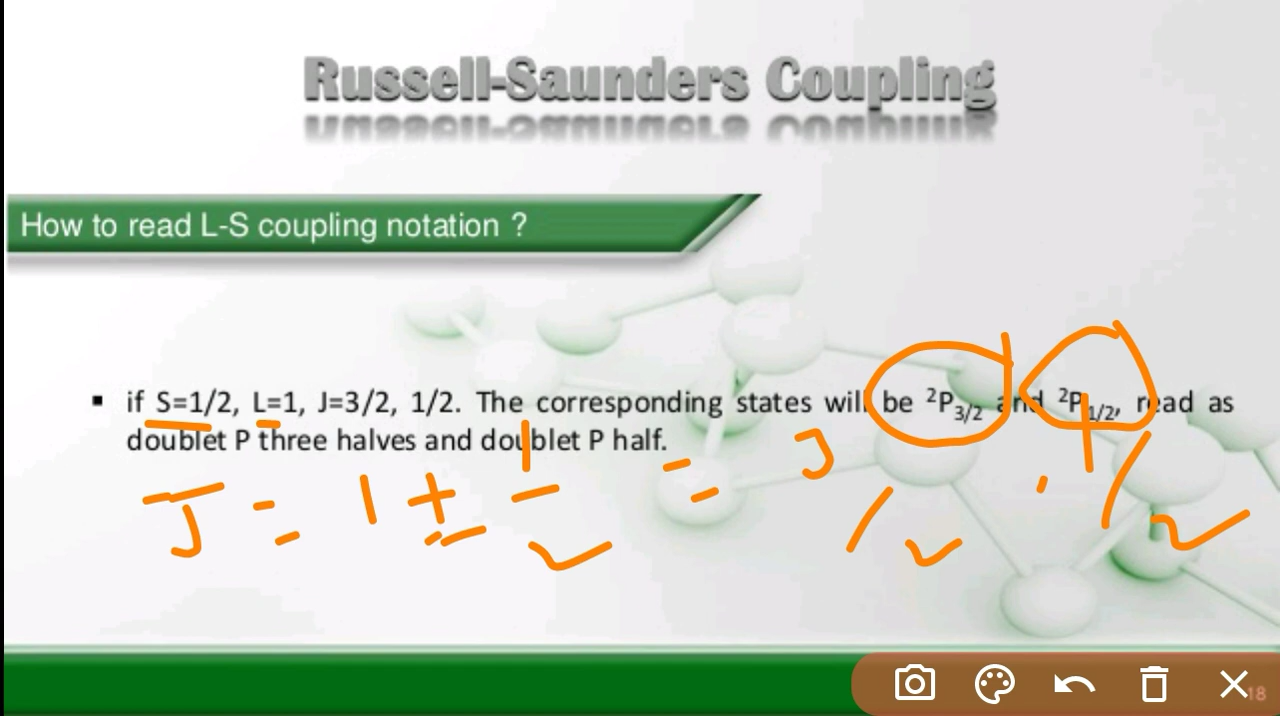 Russell-Saunders Coupling
How to read L-S coupling notation ?
▪ if S=1/2, L=1, J=3/2, 1/2. The corresponding states will be ²P₃/₂ and ²P₁/₂, read as
doublet P three halves and doublet P half.
J = 1 ± 1/2 = 3/2, 1/2
18